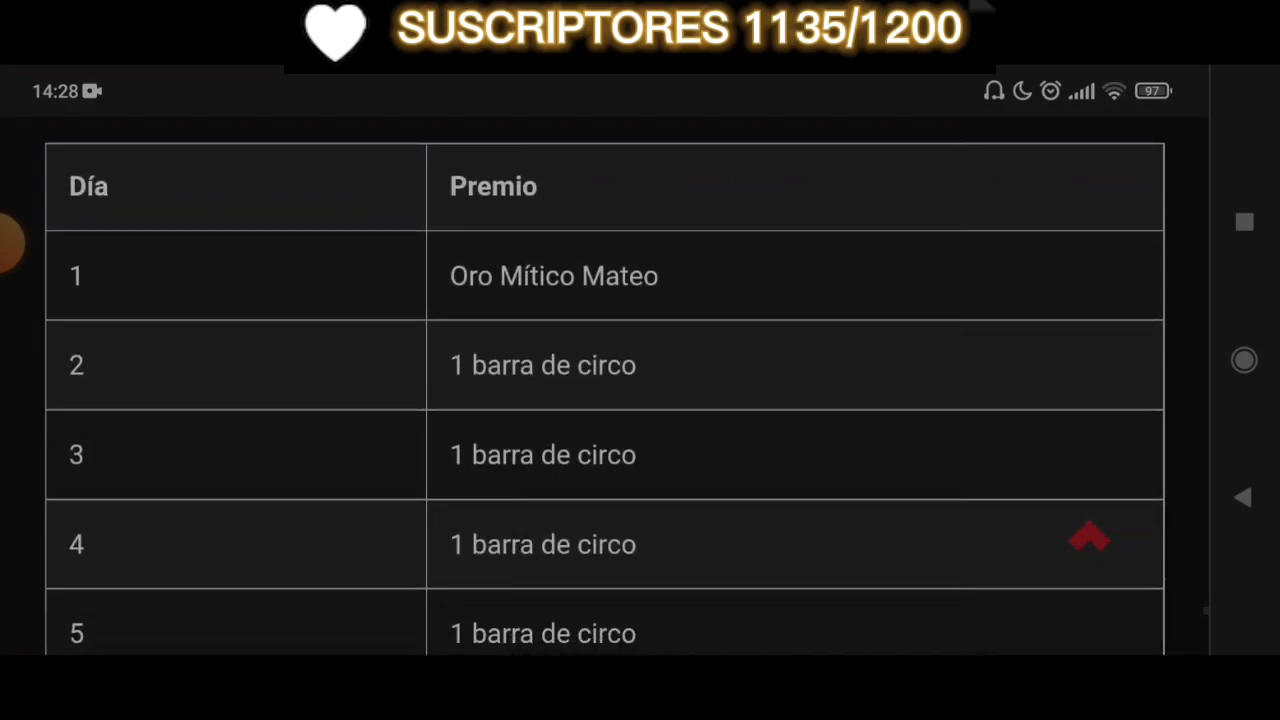 SUSCRIPTORES 1135/1200
14:28 97
Día Premio
1 Oro Mítico Mateo
2 1 barra de circo
3 1 barra de circo
4 1 barra de circo
5 1 barra de circo